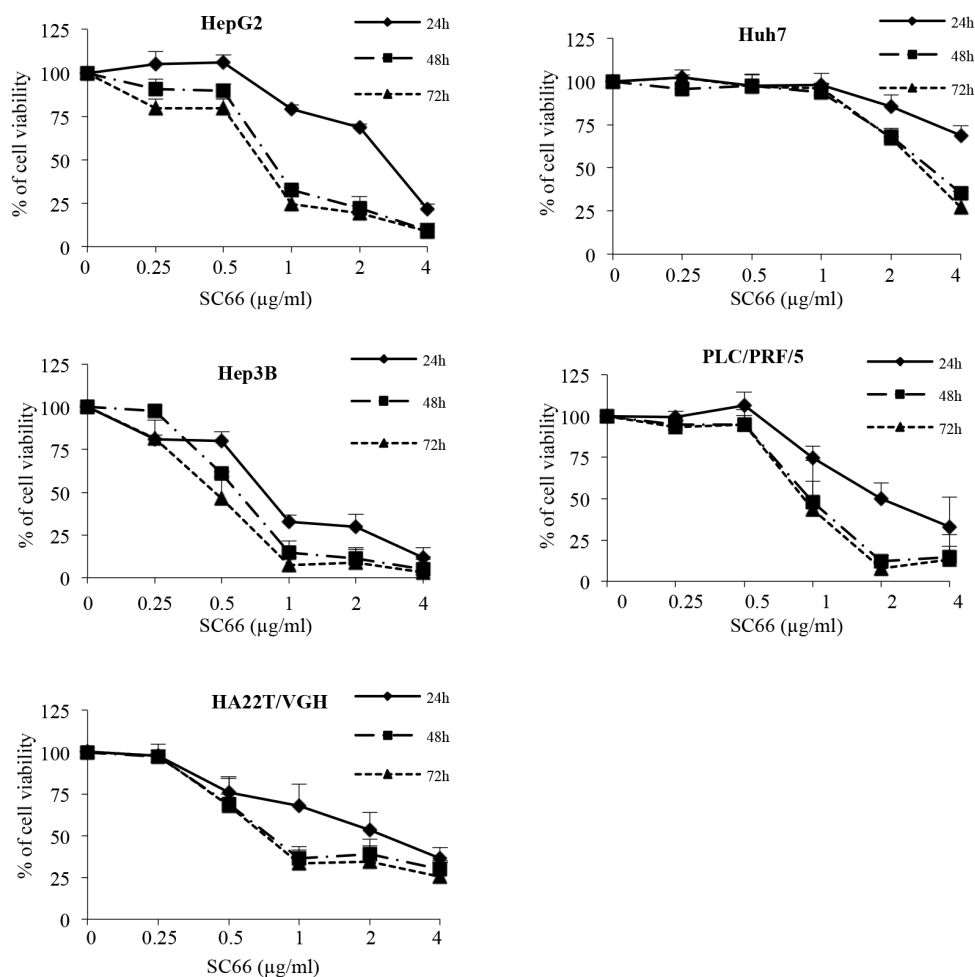 HepG2
24h
48h
72h
% of cell viability
125
100
75
50
25
0
0 0.25 0.5 1 2 4
SC66 (µg/ml)
Huh7
24h
48h
72h
% of cell viability
125
100
75
50
25
0
0 0.25 0.5 1 2 4
SC66 (µg/ml)
Hep3B
24h
48h
72h
% of cell viability
125
100
75
50
25
0
0 0.25 0.5 1 2 4
SC66 (µg/ml)
PLC/PRF/5
24h
48h
72h
% of cell viability
125
100
75
50
25
0
0 0.25 0.5 1 2 4
SC66 (µg/ml)
HA22T/VGH
24h
48h
72h
% of cell viability
125
100
75
50
25
0
0 0.25 0.5 1 2 4
SC66 (µg/ml)